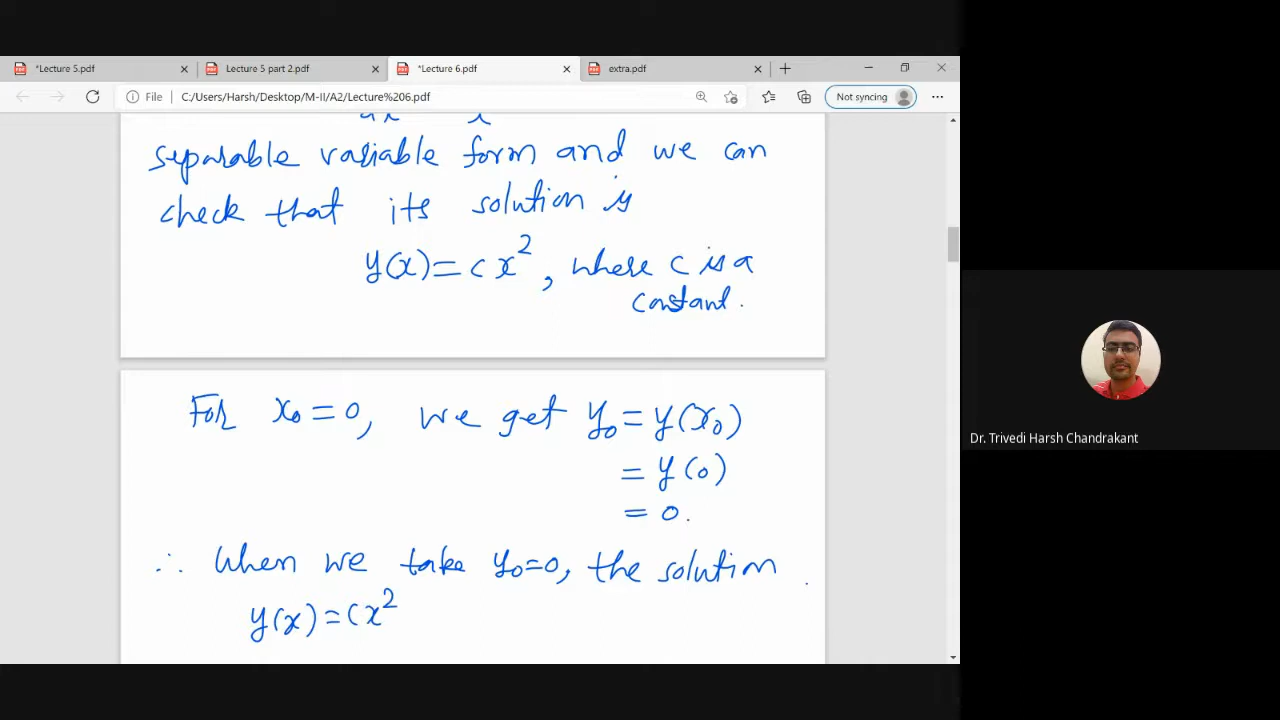 *Lecture 5.pdf
Lecture 5 part 2.pdf
*Lecture 6.pdf
extra.pdf
File
C:/Users/Harsh/Desktop/M-II/A2/Lecture%206.pdf
Not syncing
separable variable form and we can
check that its solution is
y(x) = cx², where c is a
constant.
For x₀ = 0, we get y₀ = y(x₀)
= y(0)
= 0.
∴ When we take y₀=0, the solution
y(x) = cx²
Dr. Trivedi Harsh Chandrakant